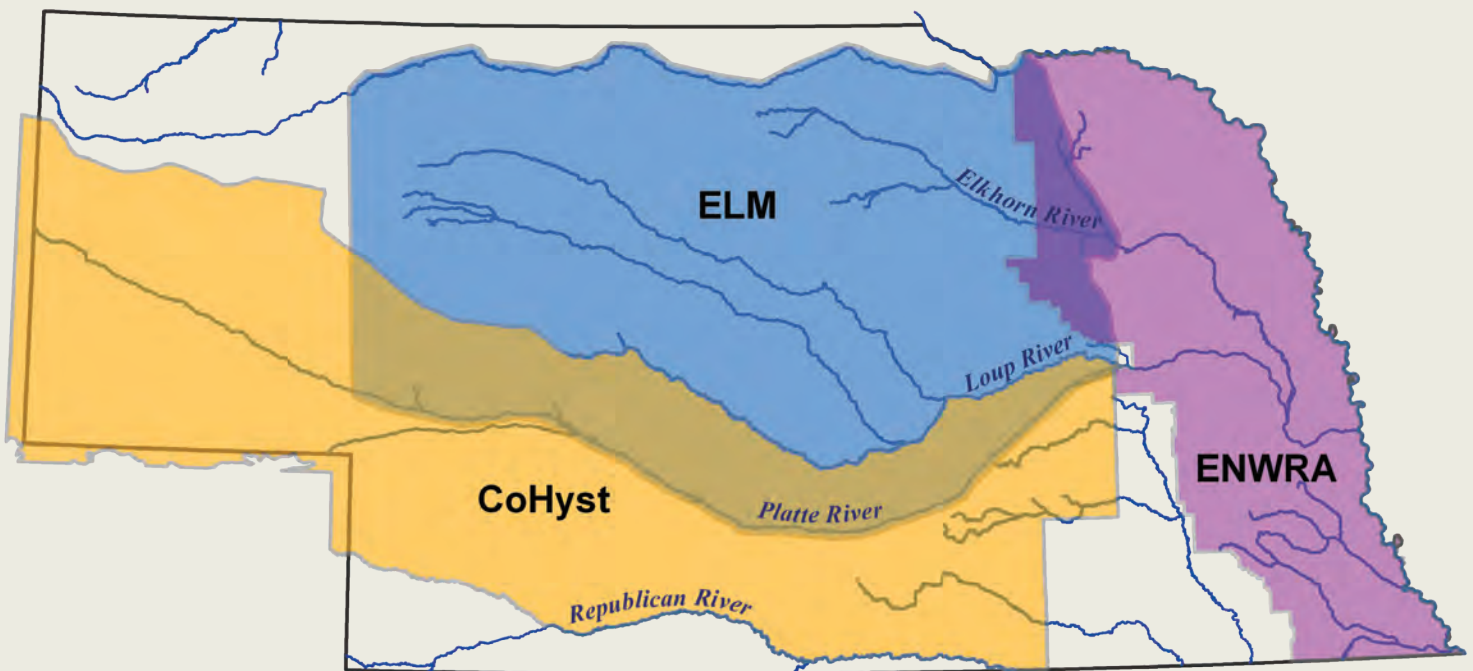 ELM
Elkhorn River
Loup River
ENWRA
CoHyst
Platte River
Republican River